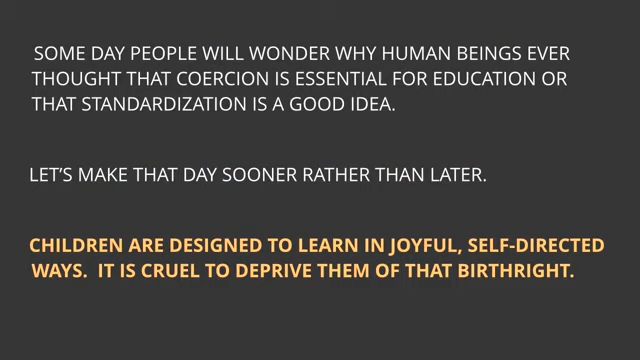 SOME DAY PEOPLE WILL WONDER WHY HUMAN BEINGS EVER
THOUGHT THAT COERCION IS ESSENTIAL FOR EDUCATION OR
THAT STANDARDIZATION IS A GOOD IDEA.
LET’S MAKE THAT DAY SOONER RATHER THAN LATER.
CHILDREN ARE DESIGNED TO LEARN IN JOYFUL, SELF-DIRECTED
WAYS.  IT IS CRUEL TO DEPRIVE THEM OF THAT BIRTHRIGHT.